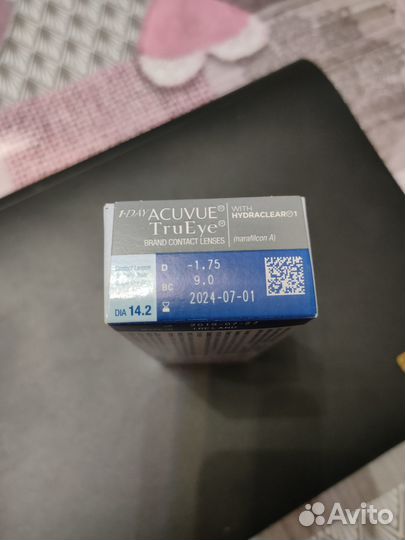 1-DAY ACUVUE® WITH
TruEye® HYDRACLEAR®1
BRAND CONTACT LENSES (narafilcon A)
D -1.75
BC 9.0
2024-07-01
DIA 14.2
IRELAND
Avito